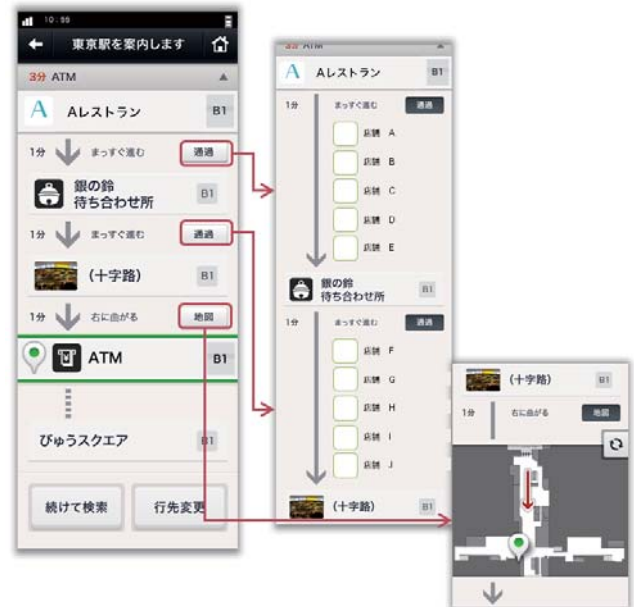 10:55
東京駅を案内します
3分 ATM
A Aレストラン B1
1分 まっすぐ進む 通過
銀の鈴
待ち合わせ所 B1
1分 まっすぐ進む 通過
(十字路) B1
1分 右に曲がる 地図
ATM B1
びゅうスクエア B1
続けて検索 行先変更
3分 ATM
A Aレストラン B1
1分 まっすぐ進む 通過
店舗 A
店舗 B
店舗 C
店舗 D
店舗 E
銀の鈴
待ち合わせ所 B1
1分 まっすぐ進む 通過
店舗 F
店舗 G
店舗 H
店舗 I
店舗 J
(十字路) B1
(十字路) B1
1分 右に曲がる 地図